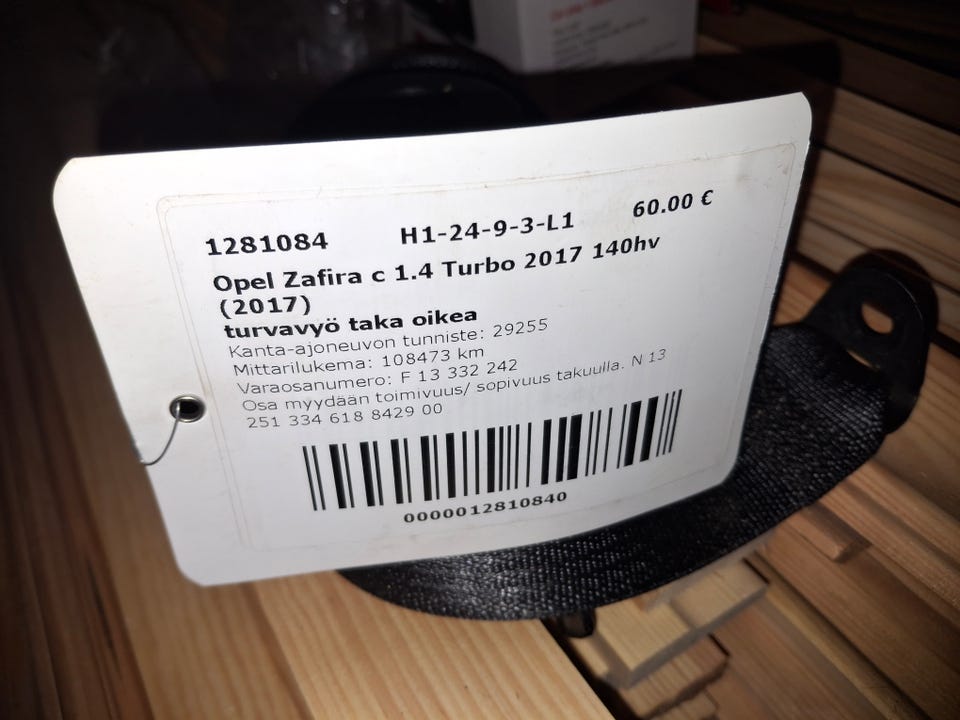 1281084 H1-24-9-3-L1 60.00 €
Opel Zafira c 1.4 Turbo 2017 140hv
(2017)
turvavyö taka oikea
Kanta-ajoneuvon tunniste: 29255
Mittarilukema: 108473 km
Varaosanumero: F 13 332 242
Osa myydään toimivuus/ sopivuus takuulla. N 13
251 334 618 8429 00
0000012810840